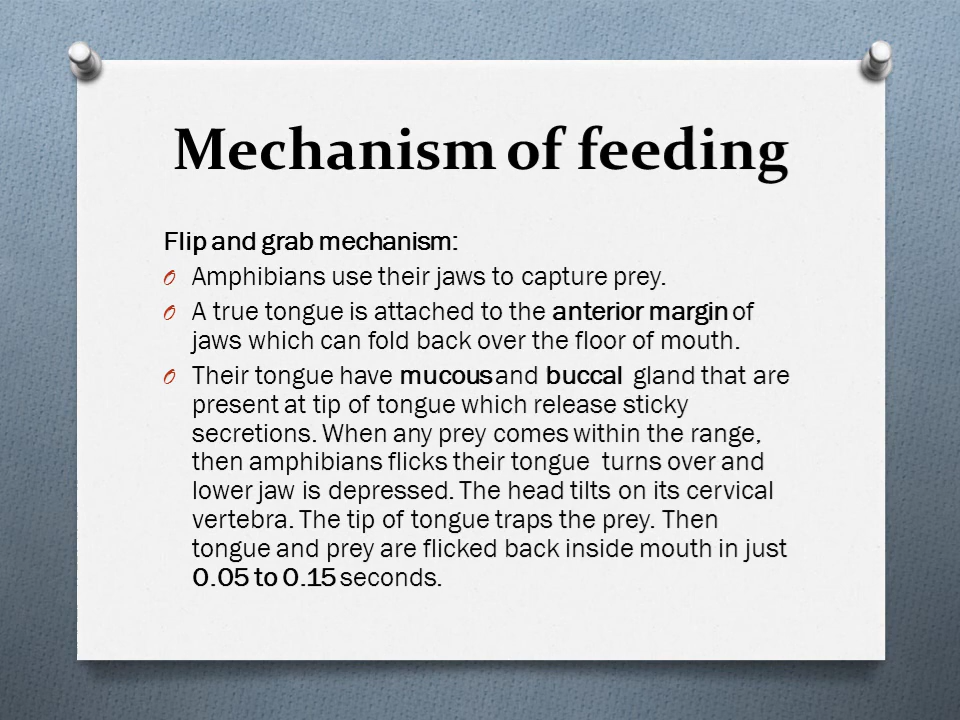 Mechanism of feeding
Flip and grab mechanism:
O Amphibians use their jaws to capture prey.
O A true tongue is attached to the anterior margin of
jaws which can fold back over the floor of mouth.
O Their tongue have mucous and buccal gland that are
present at tip of tongue which release sticky
secretions. When any prey comes within the range,
then amphibians flicks their tongue turns over and
lower jaw is depressed. The head tilts on its cervical
vertebra. The tip of tongue traps the prey. Then
tongue and prey are flicked back inside mouth in just
0.05 to 0.15 seconds.